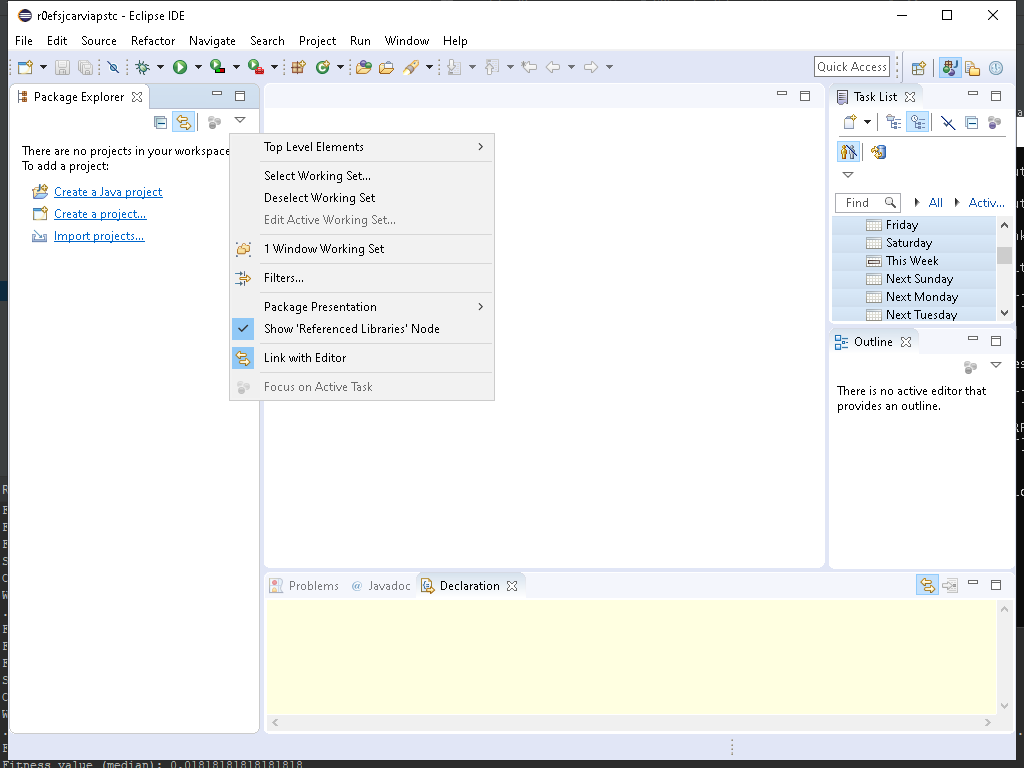 r0efsjcarviapstc - Eclipse IDE
File Edit Source Refactor Navigate Search Project Run Window Help
Quick Access
Package Explorer
There are no projects in your workspace
To add a project:
Create a Java project
Create a project...
Import projects...
Top Level Elements
Select Working Set...
Deselect Working Set
Edit Active Working Set...
1 Window Working Set
Filters...
Package Presentation
Show 'Referenced Libraries' Node
Link with Editor
Focus on Active Task
Task List
Find All Activ...
Friday
Saturday
This Week
Next Sunday
Next Monday
Next Tuesday
Outline
There is no active editor that
provides an outline.
Problems @ Javadoc Declaration
Fitness value (median): 0.01818181818181818